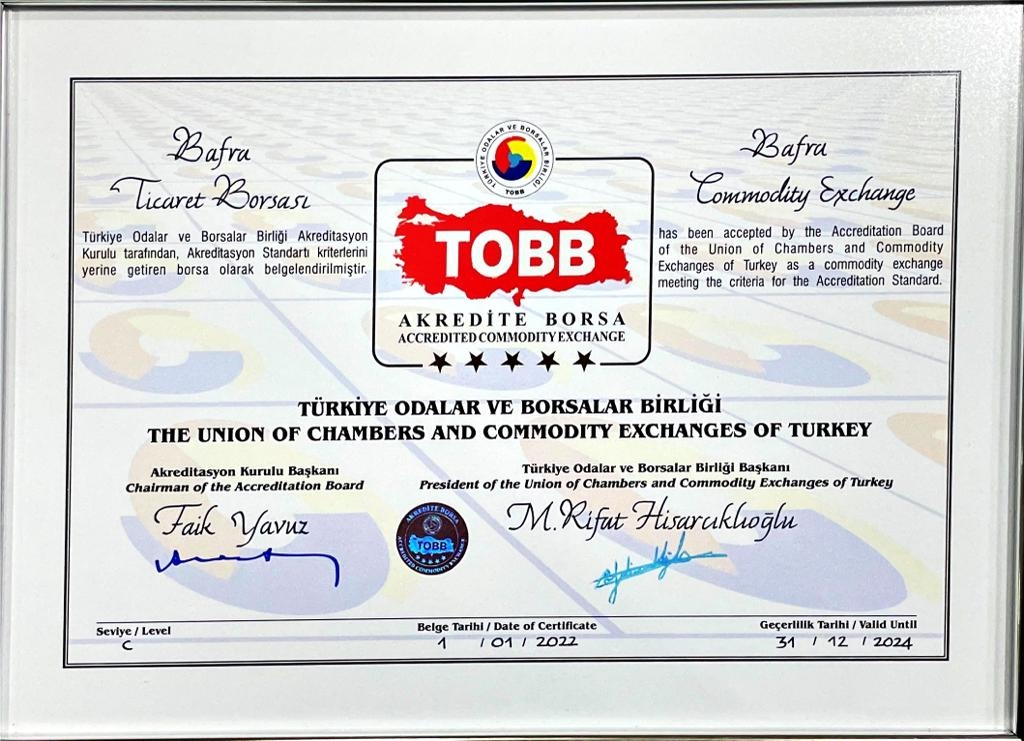 Bafra
Ticaret Borsası
Türkiye Odalar ve Borsalar Birliği Akreditasyon
Kurulu tarafından, Akreditasyon Standartı kriterlerini
yerine getiren borsa olarak belgelendirilmiştir.
TÜRKİYE ODALAR VE BORSALAR BİRLİĞİ
TOBB
TOBB
AKREDİTE BORSA
ACCREDITED COMMODITY EXCHANGE
Bafra
Commodity Exchange
has been accepted by the Accreditation Board
of the Union of Chambers and Commodity
Exchanges of Turkey as a commodity exchange
meeting the criteria for the Accreditation Standard.
TÜRKİYE ODALAR VE BORSALAR BİRLİĞİ
THE UNION OF CHAMBERS AND COMMODITY EXCHANGES OF TURKEY
Akreditasyon Kurulu Başkanı
Chairman of the Accreditation Board
Faik Yavuz
AKREDİTE BORSA
TOBB
ACCREDITED COMMODITY EXCHANGE
Türkiye Odalar ve Borsalar Birliği Başkanı
President of the Union of Chambers and Commodity Exchanges of Turkey
M.Rifat Hisarcıklıoğlu
Seviye / Level
C
Belge Tarihi / Date of Certificate
1 / 01 / 2022
Geçerlilik Tarihi / Valid Until
31 / 12 / 2024